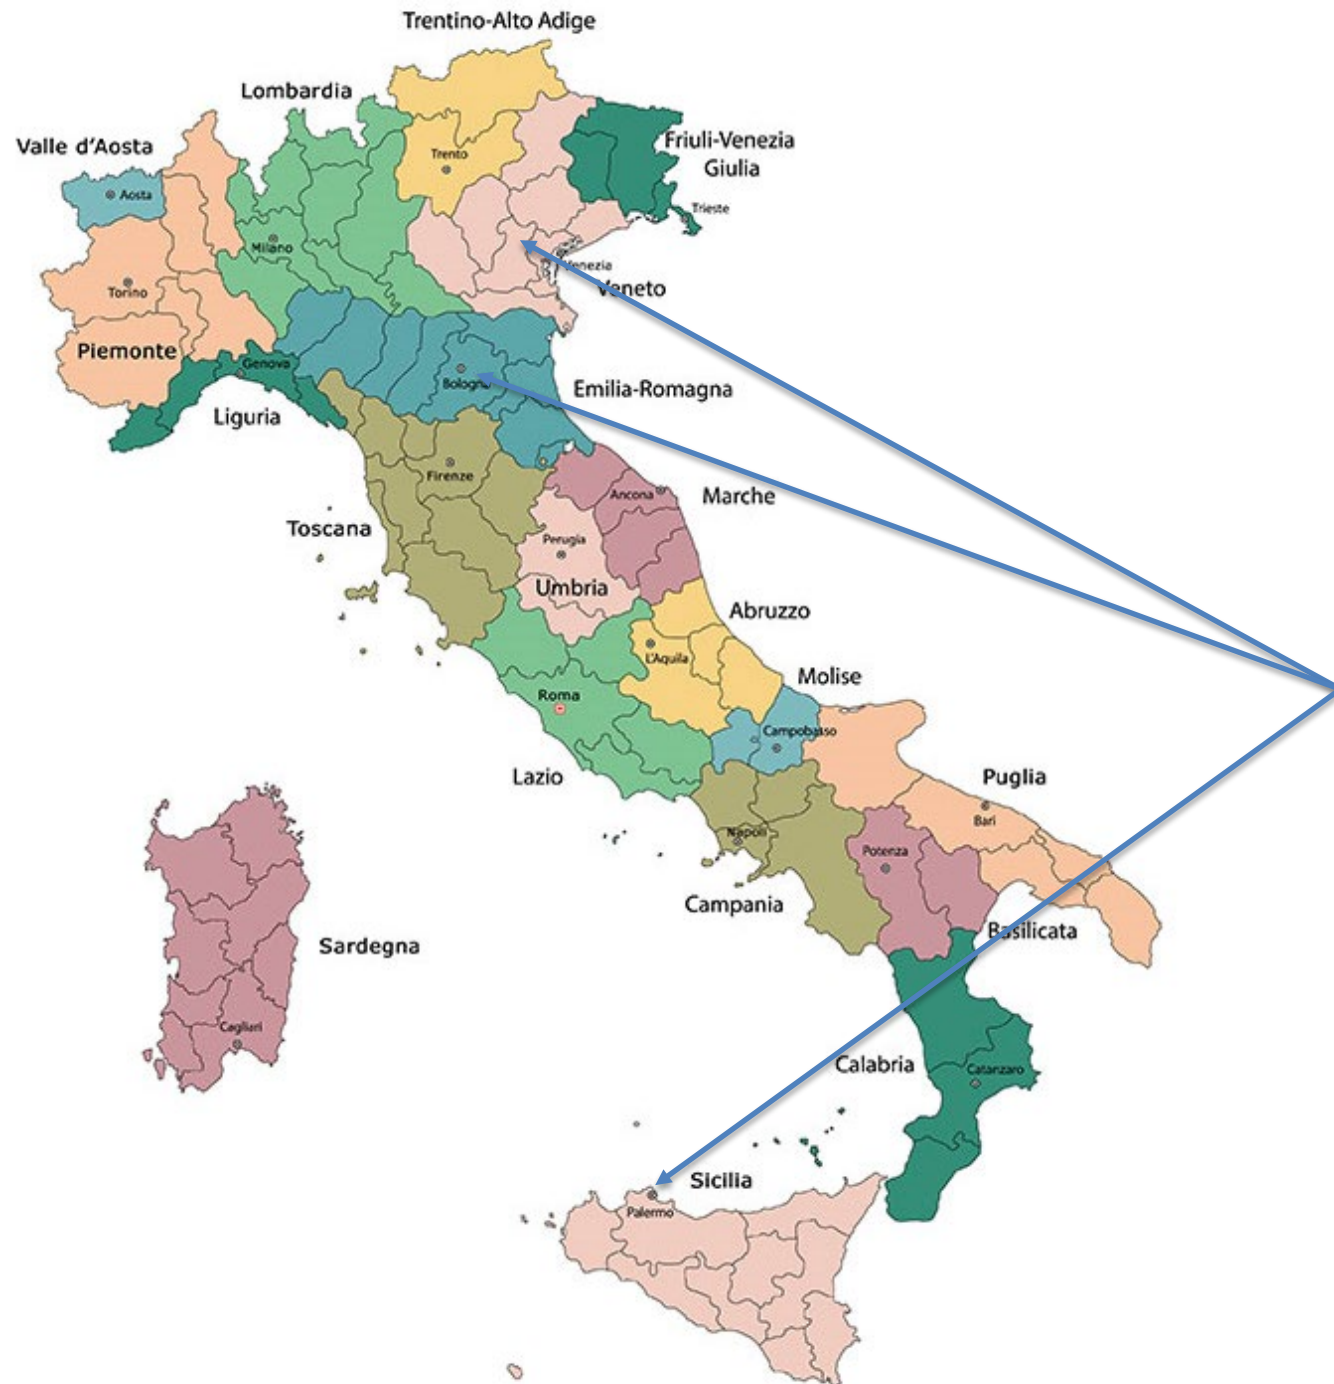 Trentino-Alto Adige
Lombardia
Valle d'Aosta
Friuli-Venezia
Giulia
Trento
Aosta
Trieste
Milano
Venezia
Veneto
Torino
Piemonte
Genova
Bologna
Emilia-Romagna
Liguria
Firenze
Ancona
Marche
Toscana
Perugia
Umbria
Abruzzo
L'Aquila
Molise
Roma
Campobasso
Lazio
Puglia
Bari
Napoli
Potenza
Campania
Basilicata
Sardegna
Cagliari
Calabria
Catanzaro
Sicilia
Palermo